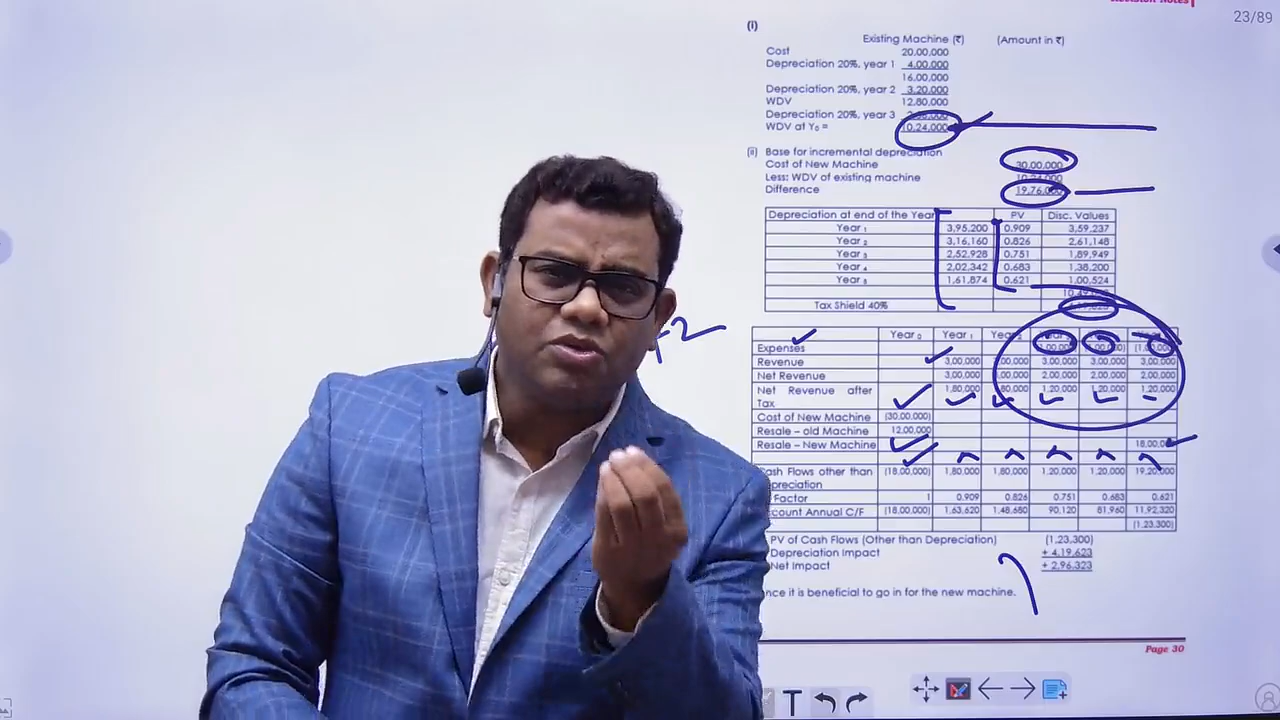 Revision Notes
23/89
(i)
Existing Machine (₹) (Amount in ₹)
Cost 20,00,000
Depreciation 20%, year 1 4,00,000
16,00,000
Depreciation 20%, year 2 3,20,000
WDV 12,80,000
Depreciation 20%, year 3
WDV at Y₀ = 10,24,000
(ii) Base for incremental depreciation
Cost of New Machine 30,00,000
Less: WDV of existing machine 10,24,000
Difference 19,76,000
Depreciation at end of the Year PV Disc. Values
Year ₁ 3,95,200 0.909 3,59,237
Year ₂ 3,16,160 0.826 2,61,148
Year ₃ 2,52,928 0.751 1,89,949
Year ₄ 2,02,342 0.683 1,38,200
Year ₅ 1,61,874 0.621 1,00,524
Tax Shield 40%
Year ₀ Year ₁
Expenses
Revenue 3,00,000 3,00,000 3,00,000 3,00,000
Net Revenue 3,00,000 2,00,000 2,00,000 2,00,000
Net Revenue after Tax 1,80,000 1,20,000 1,20,000 1,20,000
Cost of New Machine (30,00,000)
Resale – old Machine 12,00,000
Resale – New Machine 18,00,000
Cash Flows other than depreciation (18,00,000) 1,80,000 1,80,000 1,20,000 1,20,000 19,20,000
Factor 1 0.909 0.826 0.751 0.683 0.621
Annual C/F (18,00,000) 1,63,620 1,48,680 90,120 81,960 11,92,320
(1,23,300)
PV of Cash Flows (Other than Depreciation) (1,23,300)
Depreciation Impact + 4,19,623
Net Impact + 2,96,323
it is beneficial to go in for the new machine.
Page 30
T